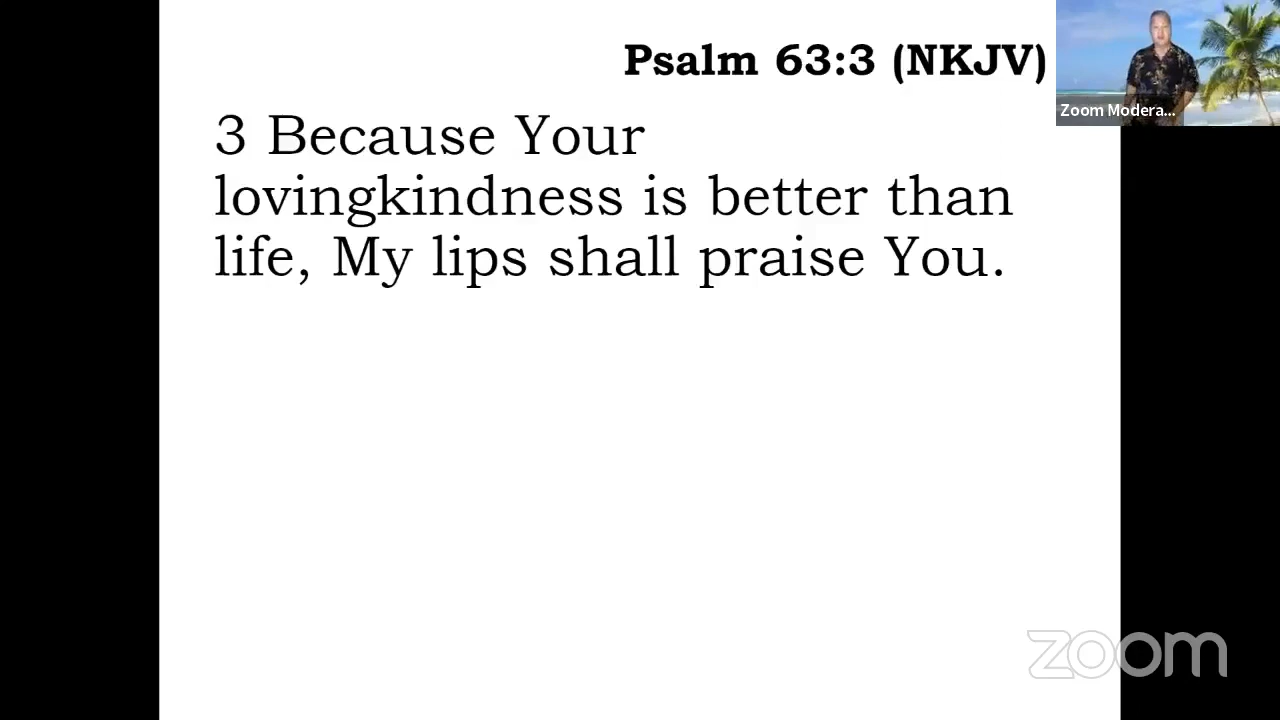 Psalm 63:3 (NKJV)
3 Because Your
lovingkindness is better than
life, My lips shall praise You.
Zoom Modera...
zoom